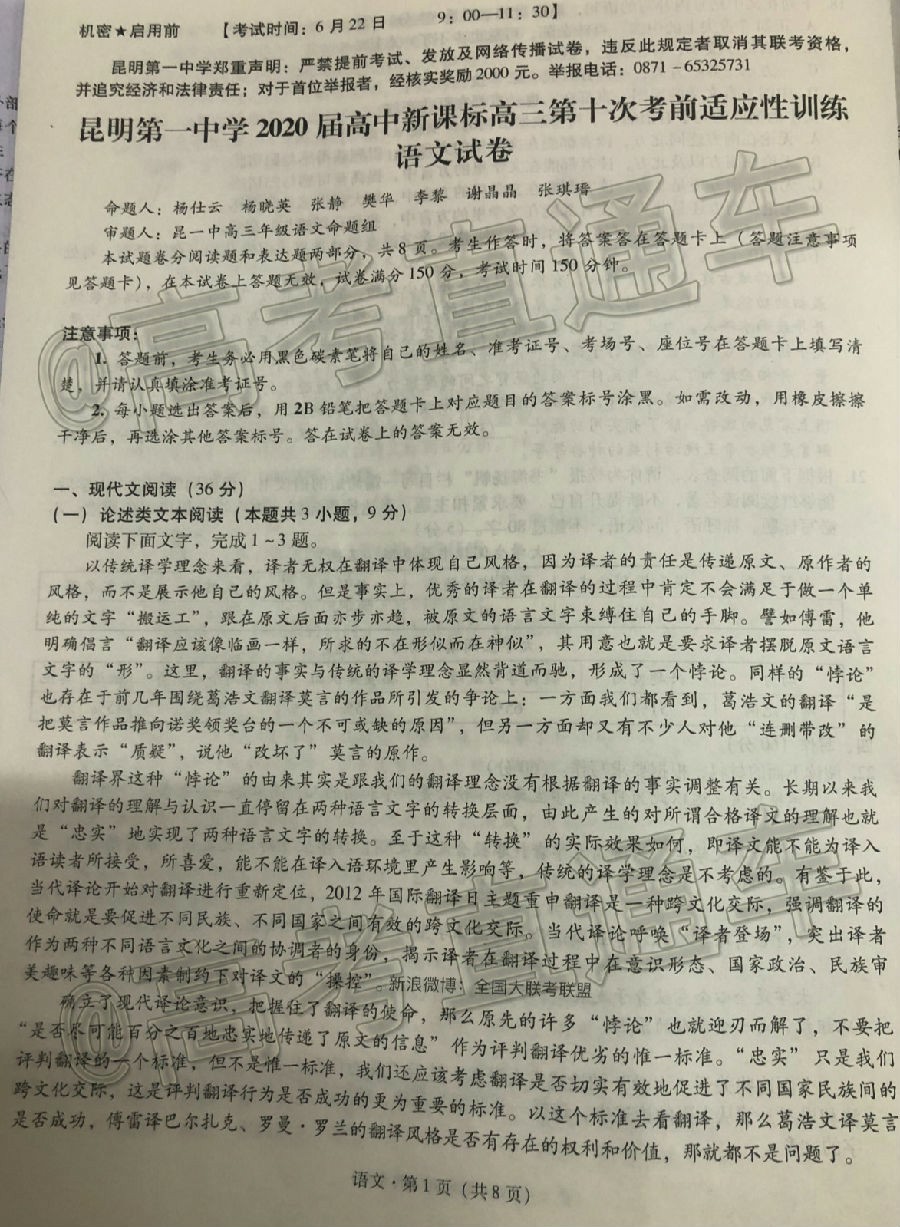 机密★启用前 【考试时间：6月22日 9：00—11：30】
昆明第一中学郑重声明：严禁提前考试、发放及网络传播试卷，违反此规定者取消其联考资格，
并追究经济和法律责任；对于首位举报者，经核实奖励2000元。举报电话：0871－65325731
昆明第一中学2020届高中新课标高三第十次考前适应性训练
语文试卷
命题人：杨仕云 杨晓英 张静 樊华 李黎 谢晶晶 张琪瑨
审题人：昆一中高三年级语文命题组
本试题卷分阅读题和表达题两部分，共8页。考生作答时，将答案答在答题卡上（答题注意事项
见答题卡），在本试卷上答题无效，试卷满分150分，考试时间150分钟。
注意事项：
1. 答题前，考生务必用黑色碳素笔将自己的姓名、准考证号、考场号、座位号在答题卡上填写清
楚，并请认真填涂准考证号。
2. 每小题选出答案后，用2B铅笔把答题卡上对应题目的答案标号涂黑。如需改动，用橡皮擦擦
干净后，再选涂其他答案标号。答在试卷上的答案无效。
@高考直通车
一、现代文阅读（36分）
（一）论述类文本阅读（本题共3小题，9分）
阅读下面文字，完成1~3题。
以传统译学理念来看，译者无权在翻译中体现自己风格，因为译者的责任是传递原文、原作者的
风格，而不是展示他自己的风格。但是事实上，优秀的译者在翻译的过程中肯定不会满足于做一个单
纯的文字“搬运工”，跟在原文后面亦步亦趋，被原文的语言文字束缚住自己的手脚。譬如傅雷，他
明确倡言“翻译应该像临画一样，所求的不在形似而在神似”，其用意也就是要求译者摆脱原文语言
文字的“形”。这里，翻译的事实与传统的译学理念显然背道而驰，形成了一个悖论。同样的“悖论”
也存在于前几年围绕葛浩文翻译莫言的作品所引发的争论上：一方面我们都看到，葛浩文的翻译“是
把莫言作品推向诺奖领奖台的一个不可或缺的原因”，但另一方面却又有不少人对他“连删带改”的
翻译表示“质疑”，说他“改坏了”莫言的原作。
翻译界这种“悖论”的由来其实是跟我们的翻译理念没有根据翻译的事实调整有关。长期以来我
们对翻译的理解与认识一直停留在两种语言文字的转换层面，由此产生的对所谓合格译文的理解也就
是“忠实”地实现了两种语言文字的转换。至于这种“转换”的实际效果如何，即译文能不能为译入
语读者所接受，所喜爱，能不能在译入语环境里产生影响等，传统的译学理念是不考虑的。有鉴于此，
当代译论开始对翻译进行重新定位，2012年国际翻译日主题重申翻译是一种跨文化交际，强调翻译的
使命就是要促进不同民族、不同国家之间有效的跨文化交际。当代译论呼唤“译者登场”，突出译者
作为两种不同语言文化之间的协调者的身份，揭示译者在翻译过程中在意识形态、国家政治、民族审
美趣味等各种因素制约下对译文的“操控”。新浪微博：全国大联考联盟
确立了现代译论意识，把握住了翻译的使命，那么原先的许多“悖论”也就迎刃而解了，不要把
“是否尽可能百分之百地忠实地传递了原文的信息”作为评判翻译优劣的惟一标准。“忠实”只是我们
评判翻译的一个标准，但不是惟一标准，我们还应该考虑翻译是否切实有效地促进了不同国家民族间的
跨文化交际，这是评判翻译行为是否成功的更为重要的标准。以这个标准去看翻译，那么葛浩文译莫言
是否成功，傅雷译巴尔扎克、罗曼·罗兰的翻译风格是否有存在的权利和价值，那就都不是问题了。
@高考直通车
语文·第1页（共8页）